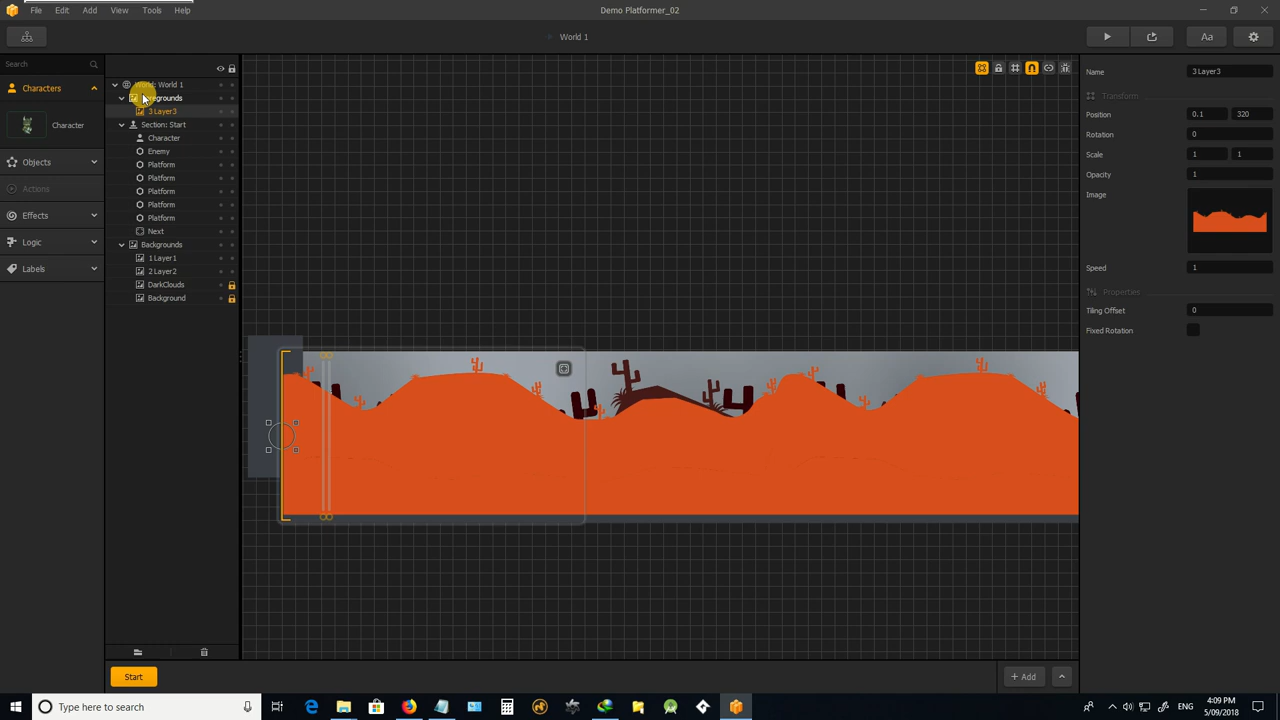 Demo Platformer_02
File Edit Add View Tools Help
World 1
Aa
Search
Characters
Character
Objects
Actions
Effects
Logic
Labels
World: World 1
Foregrounds
3 Layer3
Section: Start
Character
Enemy
Platform
Platform
Platform
Platform
Platform
Next
Backgrounds
1 Layer1
2 Layer2
DarkClouds
Background
Name 3 Layer3
Transform
Position 0.1 320
Rotation 0
Scale 1 1
Opacity 1
Image
Speed 1
Properties
Tiling Offset 0
Fixed Rotation
Start
+ Add
Type here to search
ENG
4:09 PM
5/09/2018